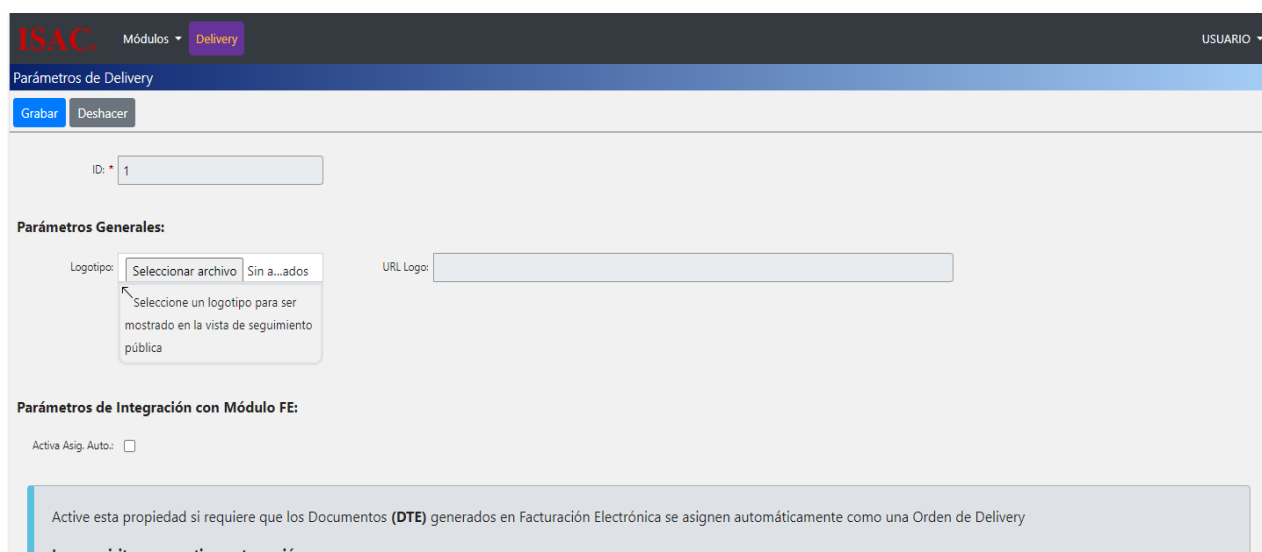 ISAC
Módulos Delivery USUARIO
Parámetros de Delivery
Grabar Deshacer
ID: * 1
Parámetros Generales:
Logotipo: Seleccionar archivo Sin a...ados URL Logo:
Seleccione un logotipo para ser
mostrado en la vista de seguimiento
pública
Parámetros de Integración con Módulo FE:
Activa Asig. Auto.:
Active esta propiedad si requiere que los Documentos (DTE) generados en Facturación Electrónica se asignen automáticamente como una Orden de Delivery